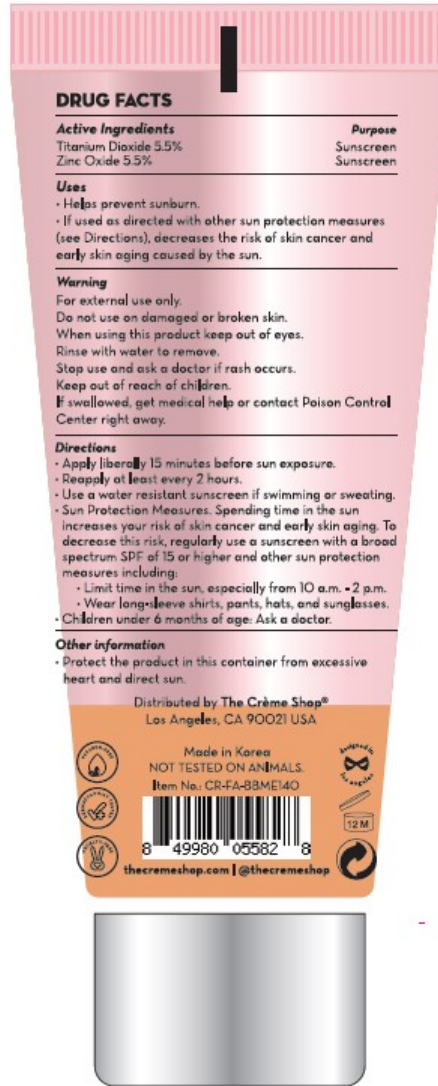 DRUG FACTS
Active Ingredients Purpose
Titanium Dioxide 5.5% Sunscreen
Zinc Oxide 5.5% Sunscreen
Uses
• Helps prevent sunburn.
• If used as directed with other sun protection measures
(see Directions), decreases the risk of skin cancer and
early skin aging caused by the sun.
Warning
For external use only.
Do not use on damaged or broken skin.
When using this product keep out of eyes.
Rinse with water to remove.
Stop use and ask a doctor if rash occurs.
Keep out of reach of children.
If swallowed, get medical help or contact Poison Control
Center right away.
Directions
• Apply liberally 15 minutes before sun exposure.
• Reapply at least every 2 hours.
• Use a water resistant sunscreen if swimming or sweating.
• Sun Protection Measures. Spending time in the sun
increases your risk of skin cancer and early skin aging. To
decrease this risk, regularly use a sunscreen with a broad
spectrum SPF of 15 or higher and other sun protection
measures including:
• Limit time in the sun, especially from 10 a.m. - 2 p.m.
• Wear long-sleeve shirts, pants, hats, and sunglasses.
• Children under 6 months of age: Ask a doctor.
Other information
• Protect the product in this container from excessive
heart and direct sun.
Distributed by The Crème Shop®
Los Angeles, CA 90021 USA
Made in Korea
NOT TESTED ON ANIMALS.
Item No.: CR-FA-BBME140
designed in
los angeles
12 M
8 49980 05582 8
thecremeshop.com | @thecremeshop